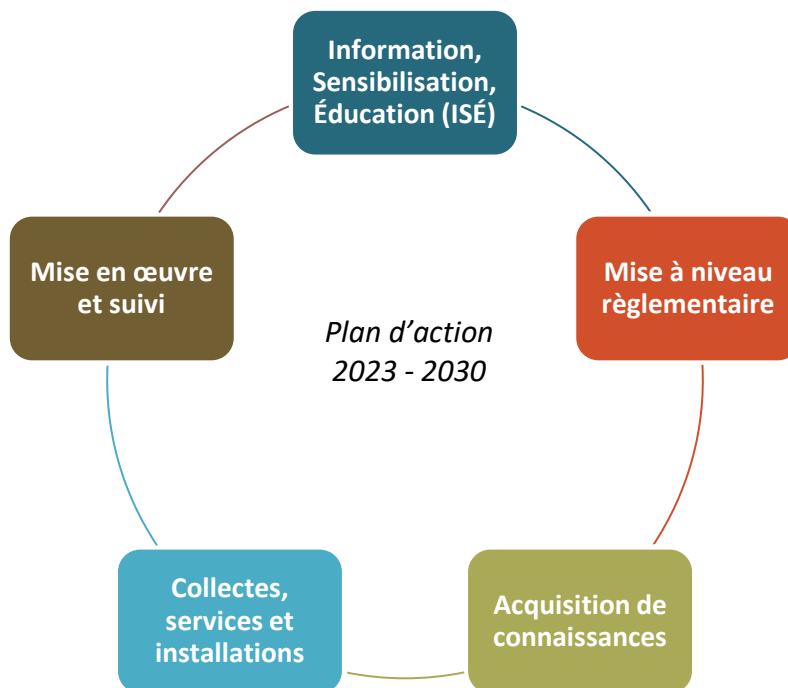 Information,
Sensibilisation,
Éducation (ISÉ)
Mise à niveau
règlementaire
Acquisition de
connaissances
Collectes,
services et
installations
Mise en œuvre
et suivi
Plan d’action
2023 - 2030